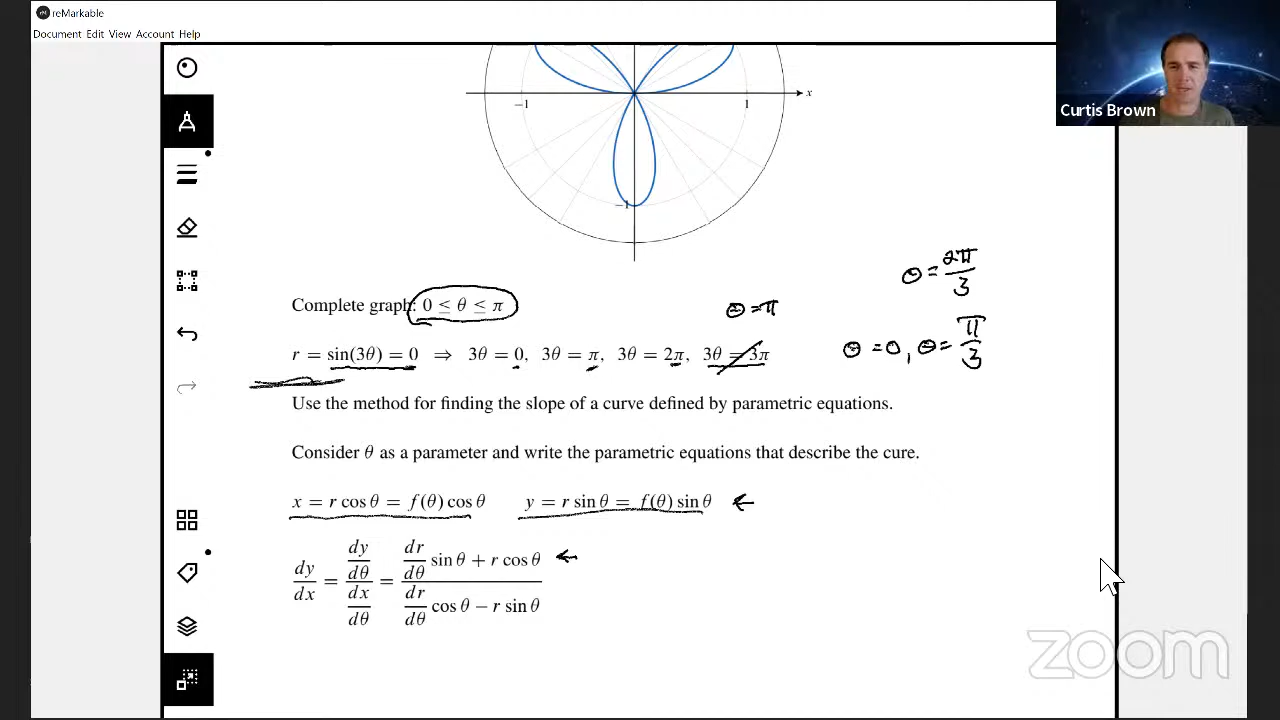 reMarkable
Document Edit View Account Help
Curtis Brown
x
−1 1
−1
θ = 2π/3
Complete graph: 0 ≤ θ ≤ π
θ = π
r = sin(3θ) = 0 ⇒ 3θ = 0, 3θ = π, 3θ = 2π, 3θ = 3π
θ = 0, θ = π/3
Use the method for finding the slope of a curve defined by parametric equations.
Consider θ as a parameter and write the parametric equations that describe the cure.
x = r cos θ = f(θ) cos θ y = r sin θ = f(θ) sin θ ←
dy/dx = (dy/dθ)/(dx/dθ) = (dr/dθ sin θ + r cos θ)/(dr/dθ cos θ − r sin θ) ←
zoom